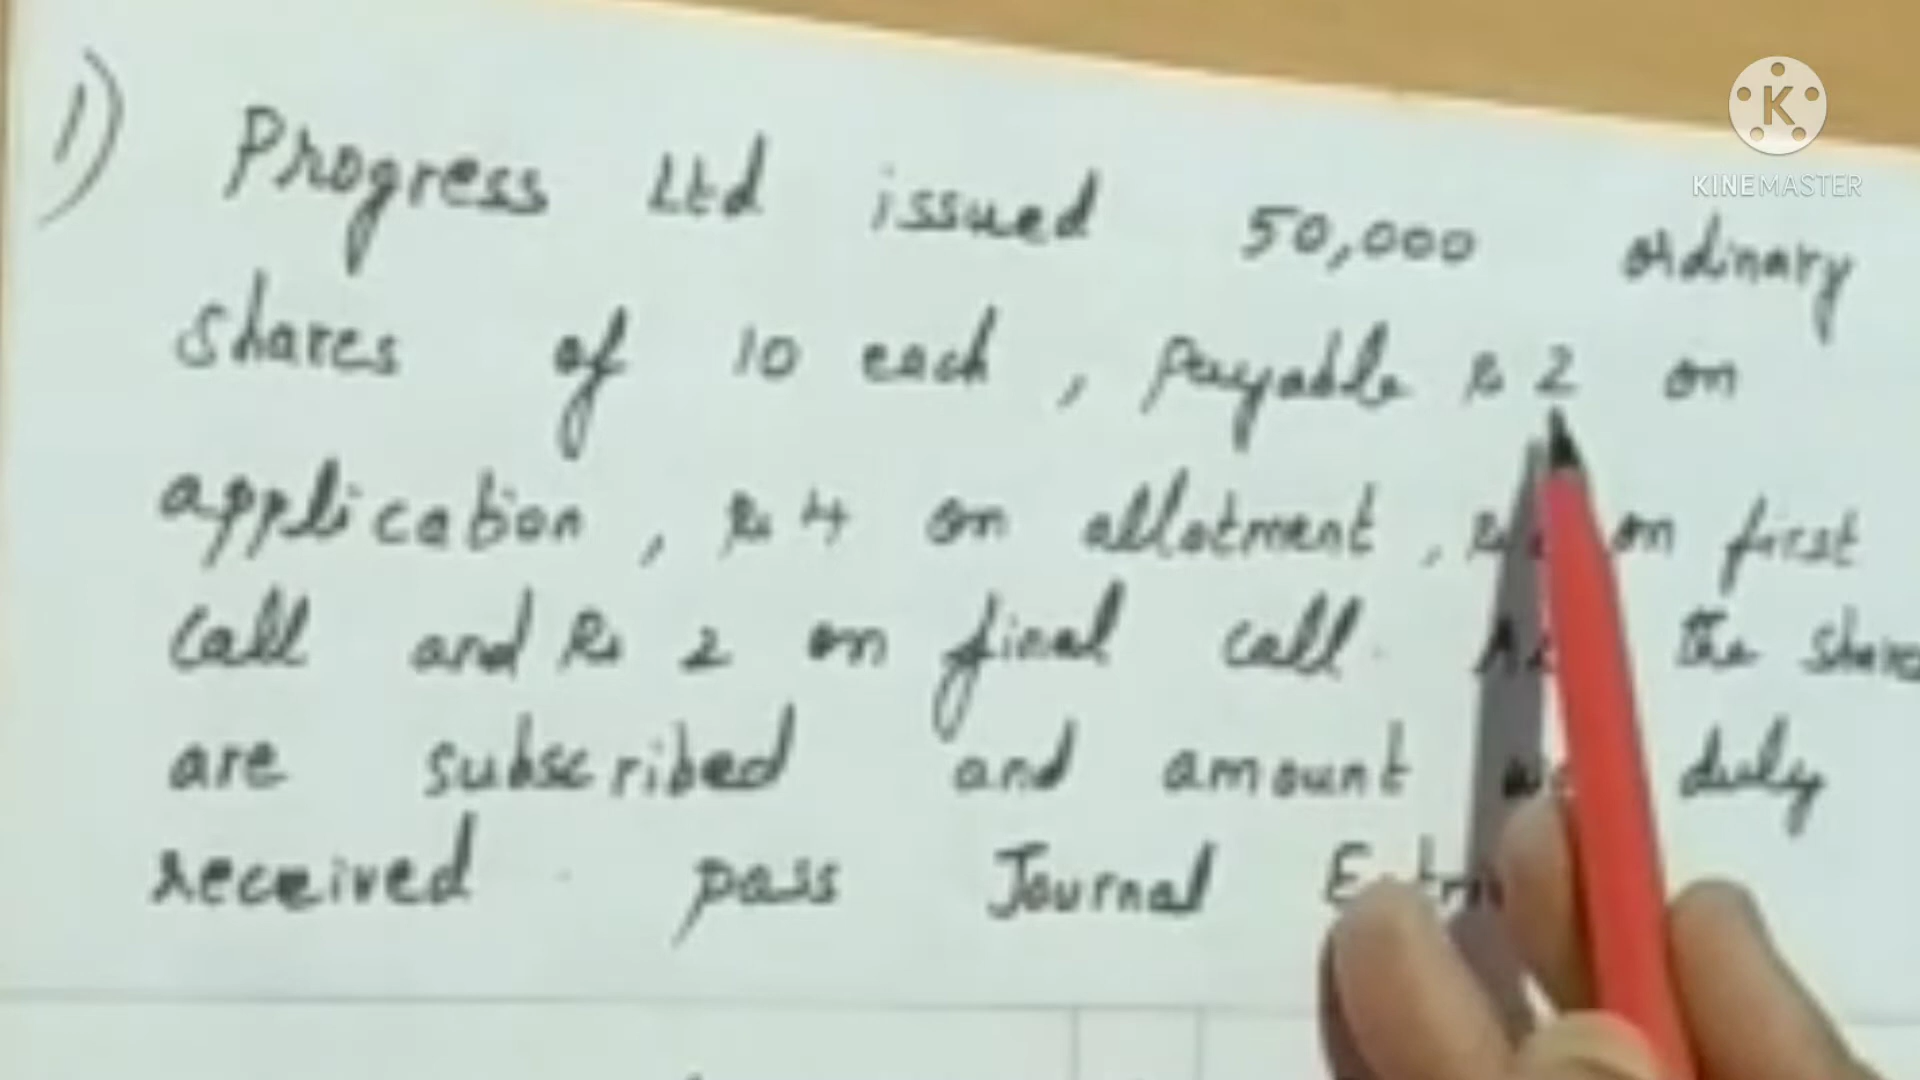 1) Progress Ltd issued 50,000 ordinary
shares of 10 each, payable Rs 2 on
application, Rs 4 on allotment, Rs on first
call and Rs 2 on final call. the share
are subscribed and amount duly
received. pass Journal
K
KINEMASTER